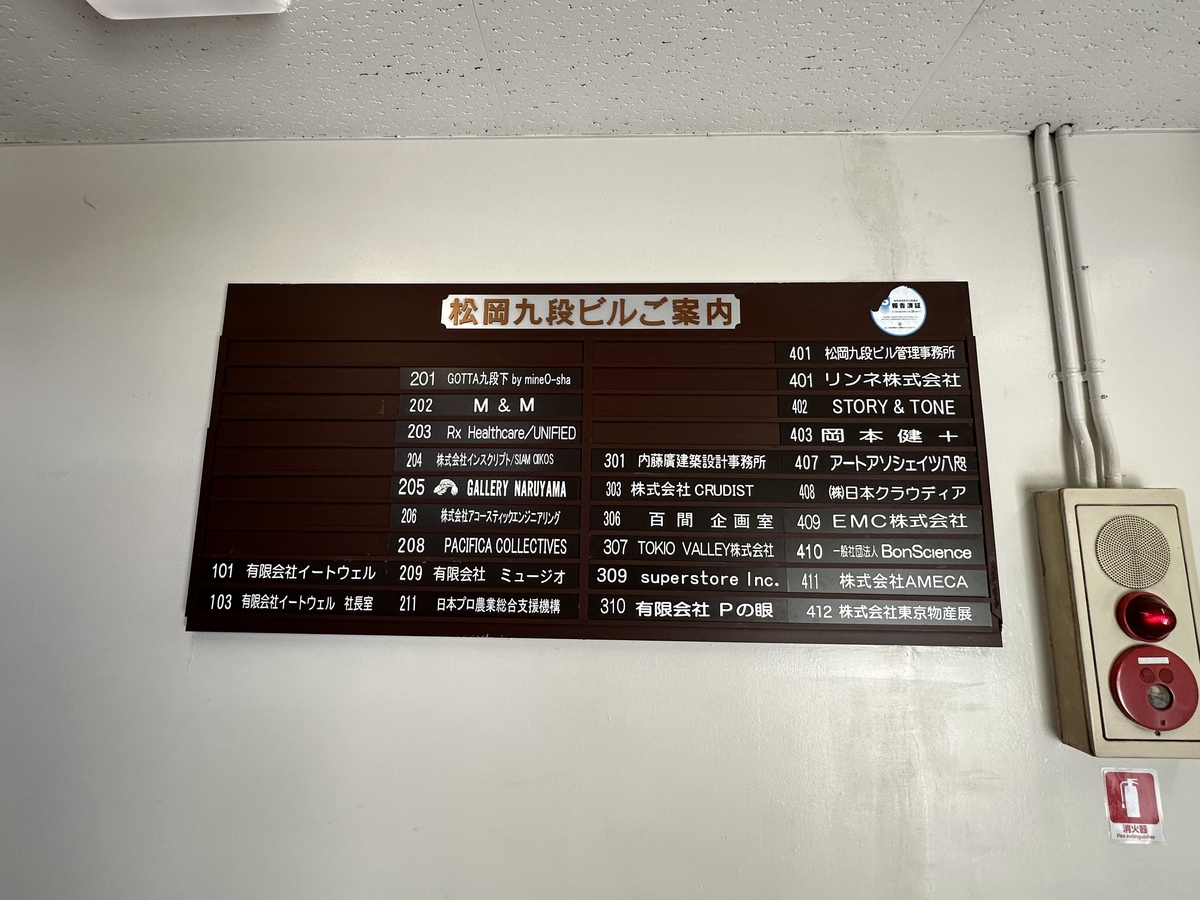 松岡九段ビルご案内
報告済証
201 GOTTA九段下 by mineO-sha
202 M & M
203 Rx Healthcare/UNIFIED
204 株式会社インスクリプト/SIAM OIKOS
205 GALLERY NARUYAMA
206 株式会社アコースティックエンジニアリング
208 PACIFICA COLLECTIVES
101 有限会社イートウェル
209 有限会社 ミュージオ
103 有限会社イートウェル 社長室
211 日本プロ農業総合支援機構
301 内藤廣建築設計事務所
303 株式会社 CRUDIST
306 百間 企画室
307 TOKIO VALLEY株式会社
309 superstore Inc.
310 有限会社 Pの眼
401 松岡九段ビル管理事務所
401 リンネ株式会社
402 STORY & TONE
403 岡本健+
407 アートアソシェイツ八咫
408 ㈱日本クラウディア
409 EMC株式会社
410 一般社団法人 BonScience
411 株式会社AMECA
412 株式会社東京物産展
消火器
Fire extinguisher